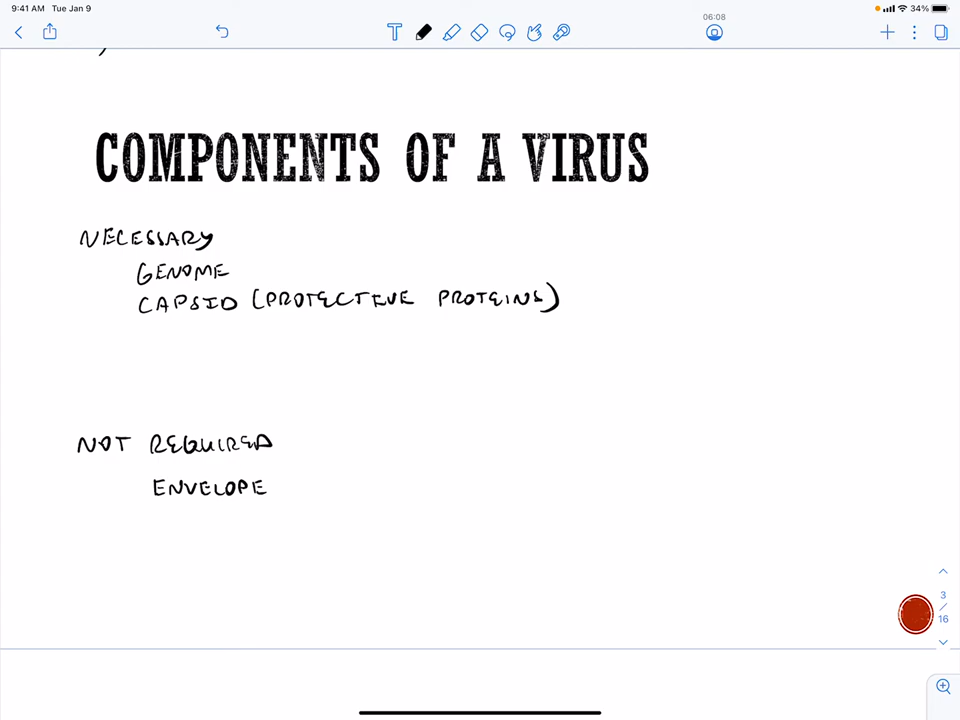 9:41 AM Tue Jan 9
34%
06:08
T
COMPONENTS OF A VIRUS
NECESSARY
GENOME
CAPSID (PROTECTIVE PROTEINS)
NOT REQUIRED
ENVELOPE
3
/
16